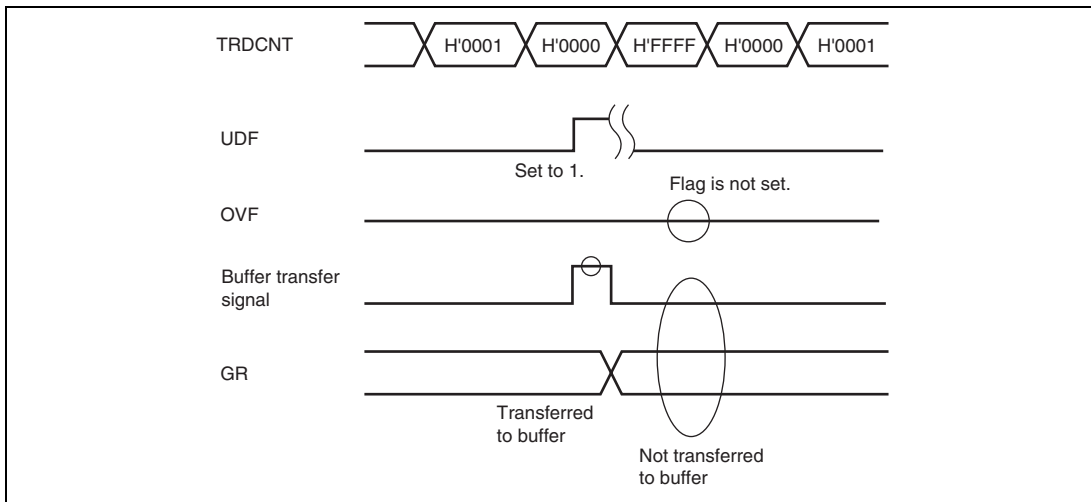 TRDCNT
H'0001 H'0000 H'FFFF H'0000 H'0001
UDF
Set to 1.
Flag is not set.
OVF
Buffer transfer
signal
GR
Transferred
to buffer
Not transferred
to buffer